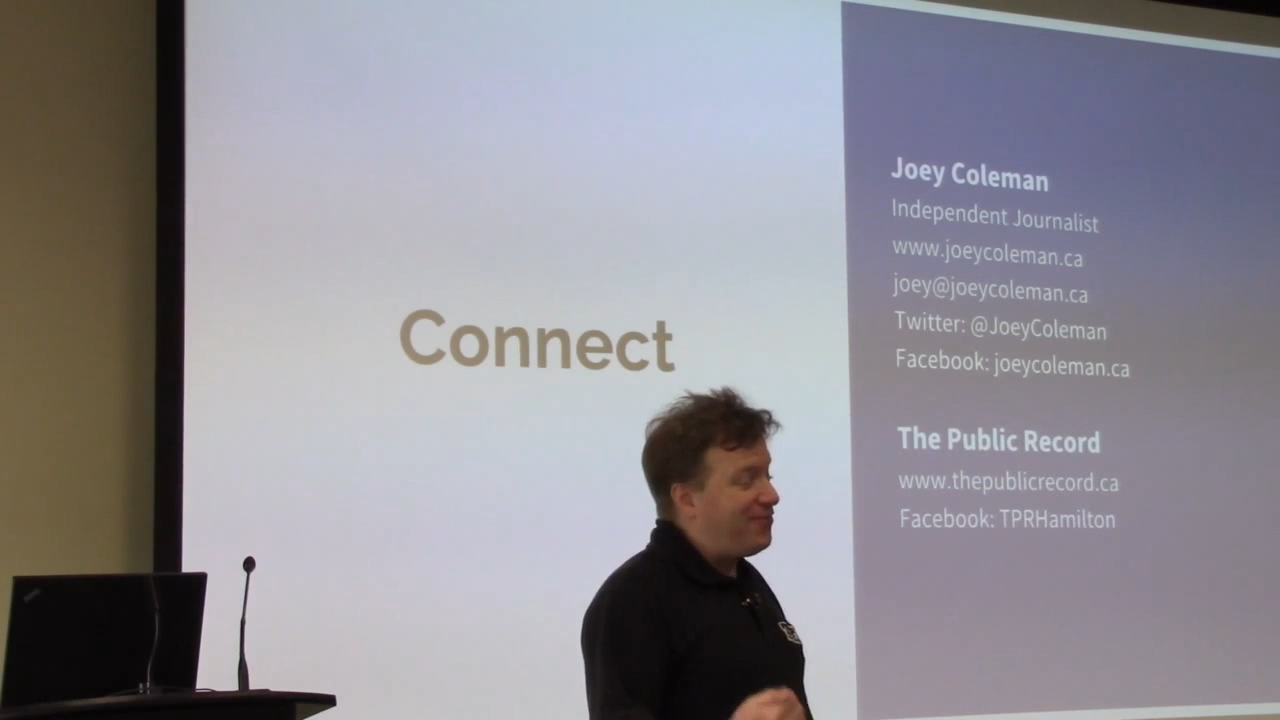 Connect
Joey Coleman
Independent Journalist
www.joeycoleman.ca
joey@joeycoleman.ca
Twitter: @JoeyColeman
Facebook: joeycoleman.ca
The Public Record
www.thepublicrecord.ca
Facebook: TPRHamilton